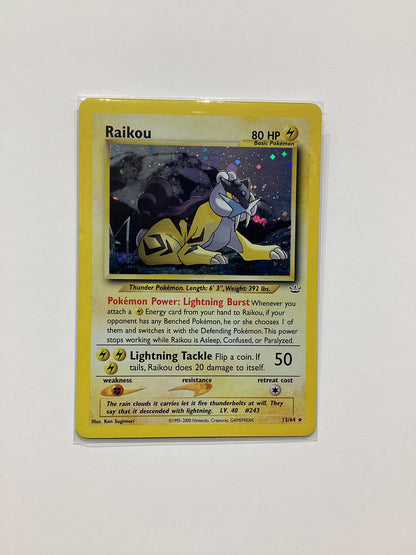 Raikou
80 HP
Basic Pokémon
Thunder Pokémon. Length: 6' 3", Weight: 392 lbs.
Pokémon Power: Lightning Burst Whenever you
attach a Energy card from your hand to Raikou, if your
opponent has any Benched Pokémon, he or she chooses 1 of
them and switches it with the Defending Pokémon. This power
stops working while Raikou is Asleep, Confused, or Paralyzed.
Lightning Tackle Flip a coin. If 50
tails, Raikou does 20 damage to itself.
weakness resistance retreat cost
The rain clouds it carries let it fire thunderbolts at will. They
say that it descended with lightning. LV. 40 #243
Illus. Ken Sugimori ©1995-2000 Nintendo, Creatures, GAMEFREAK. 13/64